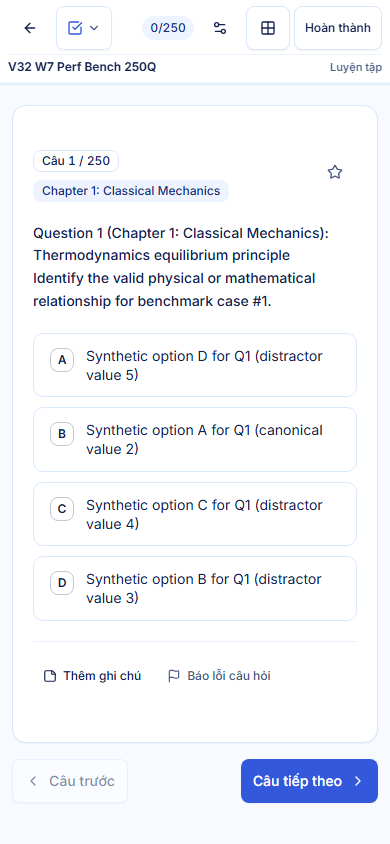 0/250
Hoàn thành
V32 W7 Perf Bench 250Q
Luyện tập
Câu 1 / 250
Chapter 1: Classical Mechanics
Question 1 (Chapter 1: Classical Mechanics):
Thermodynamics equilibrium principle
Identify the valid physical or mathematical
relationship for benchmark case #1.
A
Synthetic option D for Q1 (distractor
value 5)
B
Synthetic option A for Q1 (canonical
value 2)
C
Synthetic option C for Q1 (distractor
value 4)
D
Synthetic option B for Q1 (distractor
value 3)
Thêm ghi chú
Báo lỗi câu hỏi
Câu trước
Câu tiếp theo